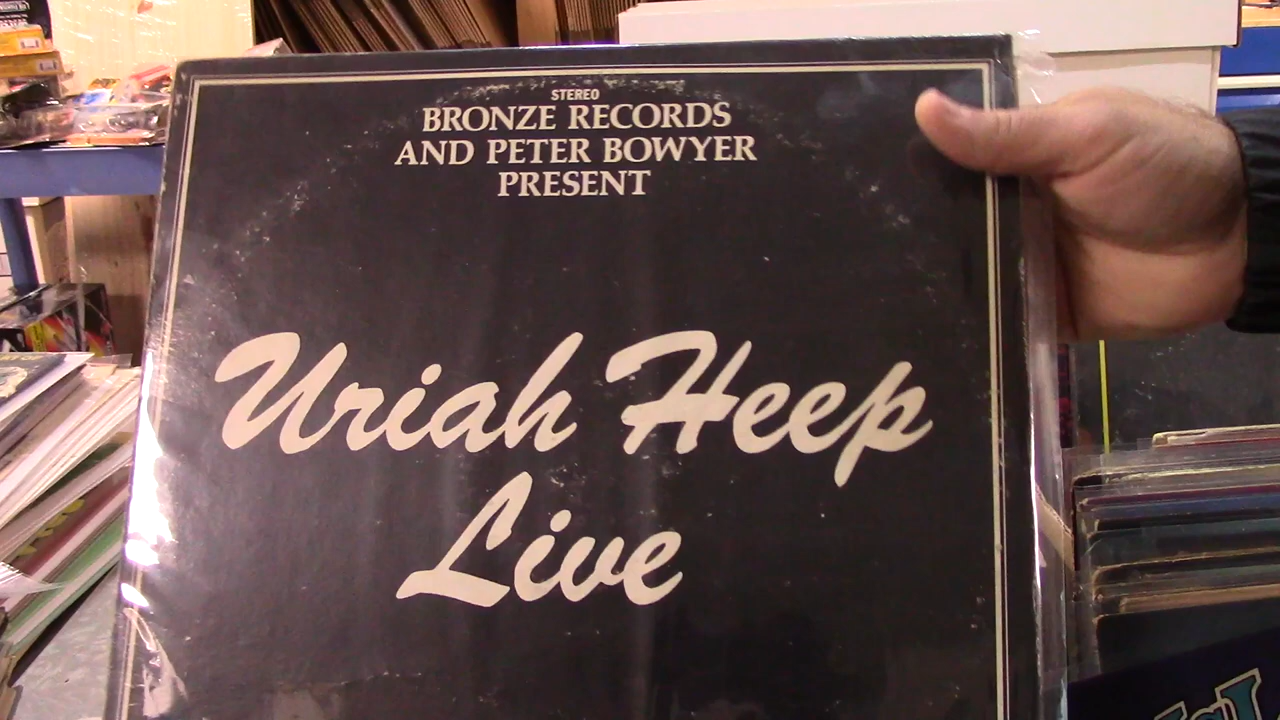 STEREO
BRONZE RECORDS
AND PETER BOWYER
PRESENT
Uriah Heep
Live